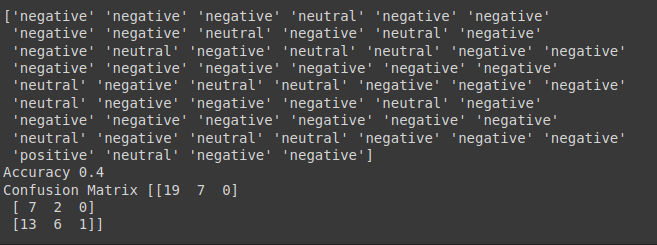 ['negative' 'negative' 'negative' 'neutral' 'negative' 'negative'
'negative' 'negative' 'neutral' 'negative' 'neutral' 'negative'
'negative' 'neutral' 'negative' 'neutral' 'neutral' 'negative' 'negative'
'negative' 'negative' 'negative' 'negative' 'negative' 'negative'
'neutral' 'negative' 'neutral' 'neutral' 'negative' 'negative' 'negative'
'neutral' 'negative' 'negative' 'negative' 'neutral' 'negative'
'negative' 'negative' 'negative' 'negative' 'negative' 'negative'
'neutral' 'negative' 'neutral' 'neutral' 'negative' 'negative' 'negative'
'positive' 'neutral' 'negative' 'negative']
Accuracy 0.4
Confusion Matrix [[19 7 0]
[ 7 2 0]
[13 6 1]]